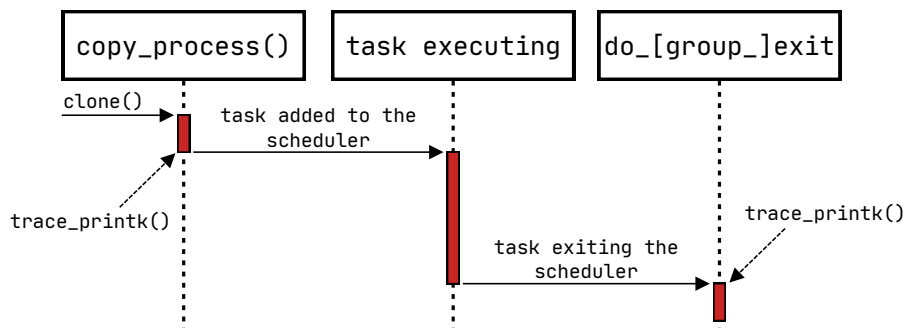 copy_process()
task executing
do_[group_]exit
clone()
task added to the
scheduler
trace_printk()
trace_printk()
task exiting the
scheduler